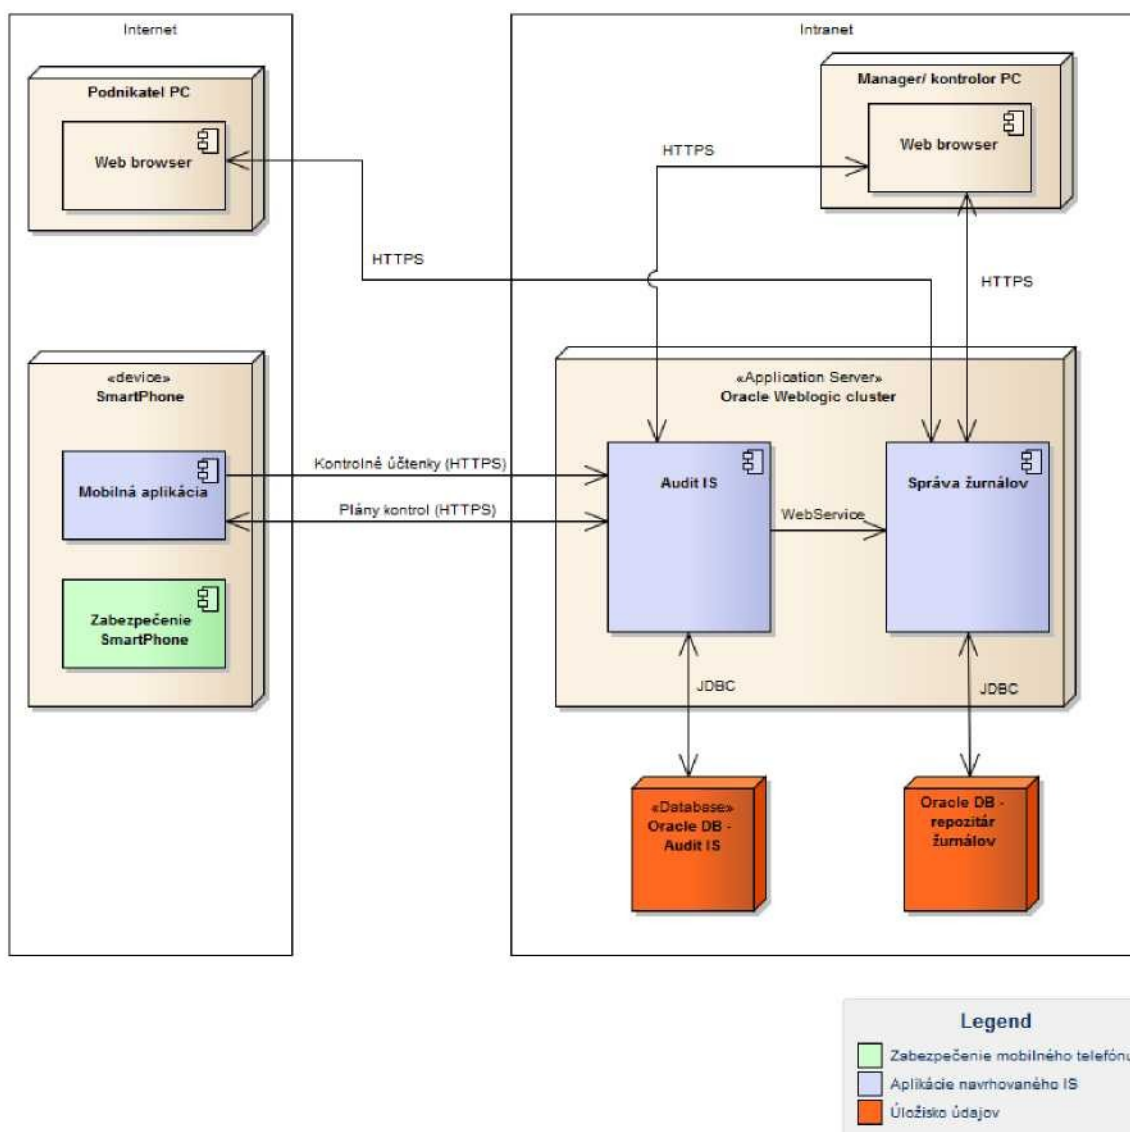 Internet
Intranet
Podnikatel PC
Web browser
Manager/ kontrolor PC
Web browser
HTTPS
HTTPS
HTTPS
«device»
SmartPhone
Mobilná aplikácia
Zabezpečenie
SmartPhone
Kontrolné účtenky (HTTPS)
Plány kontrol (HTTPS)
«Application Server»
Oracle Weblogic cluster
Audit IS
WebService
Správa žurnálov
JDBC
JDBC
«Database»
Oracle DB -
Audit IS
Oracle DB -
repozitár
žurnálov
Legend
Zabezpečenie mobilného telefónu
Aplikácie navrhovaného IS
Úložisko údajov